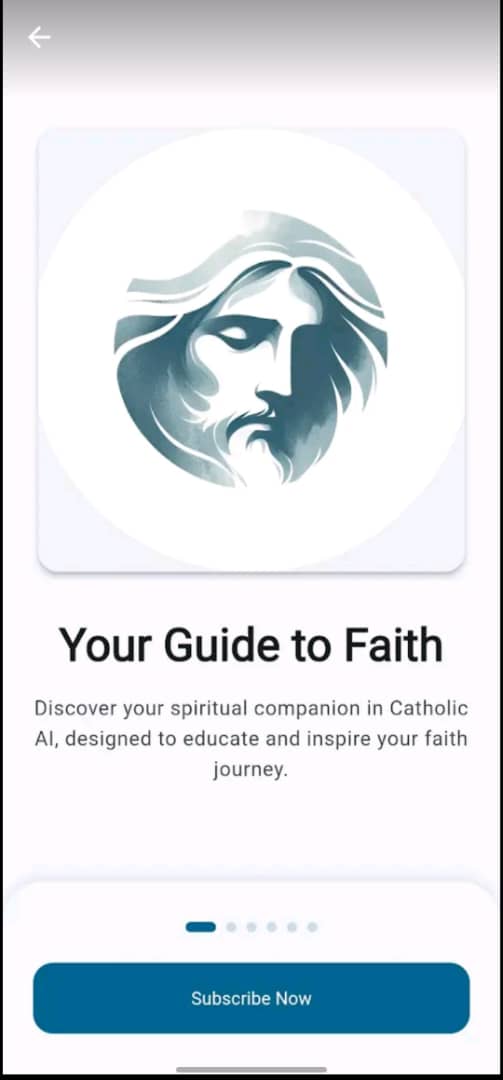 Your Guide to Faith
Discover your spiritual companion in Catholic
AI, designed to educate and inspire your faith
journey.
Subscribe Now